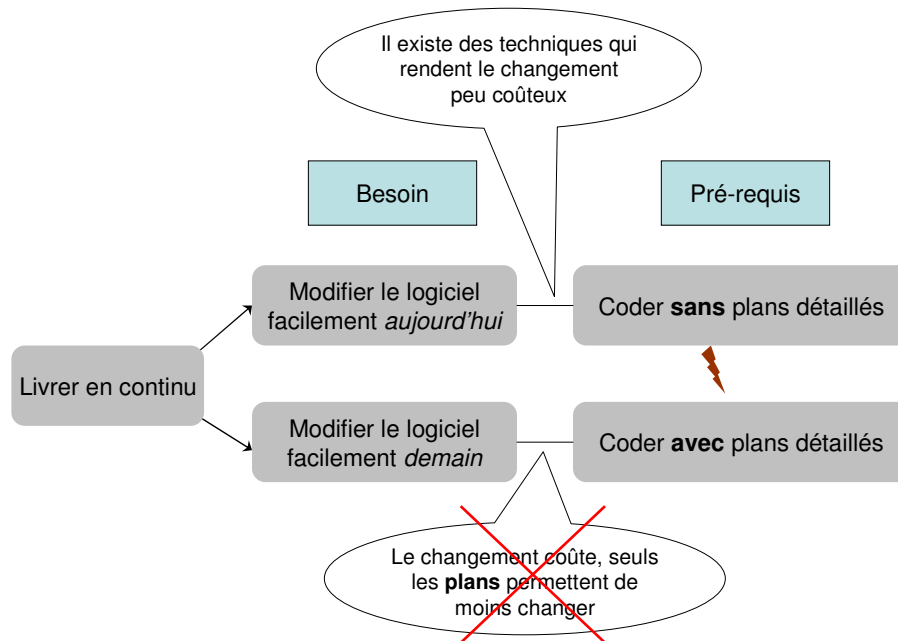 Il existe des techniques qui
rendent le changement
peu coûteux
Besoin
Pré-requis
Modifier le logiciel
facilement aujourd'hui
Coder sans plans détaillés
Livrer en continu
Modifier le logiciel
facilement demain
Coder avec plans détaillés
Le changement coûte, seuls
les plans permettent de
moins changer